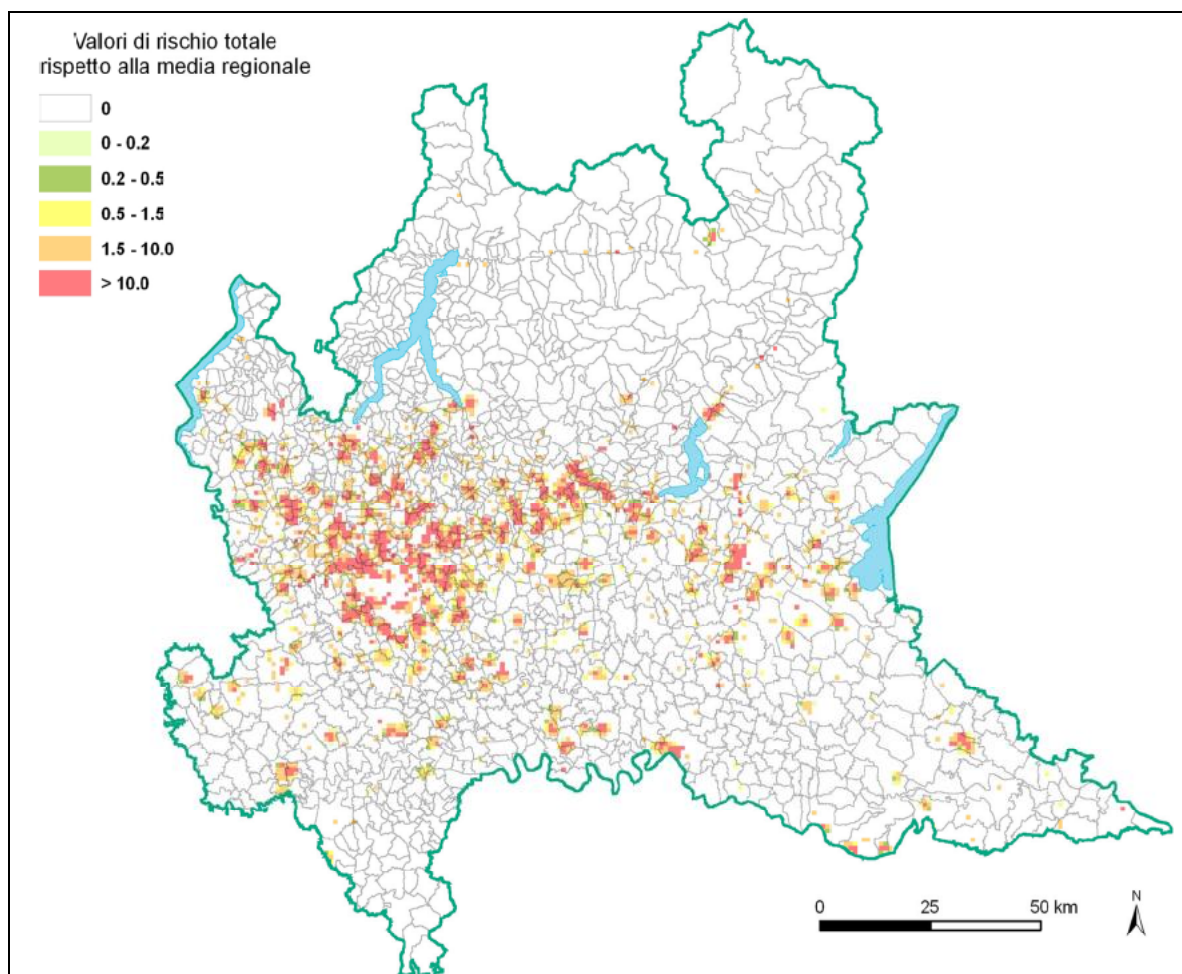 Valori di rischio totale
rispetto alla media regionale
0
0 - 0.2
0.2 - 0.5
0.5 - 1.5
1.5 - 10.0
> 10.0
0 25 50 km
N